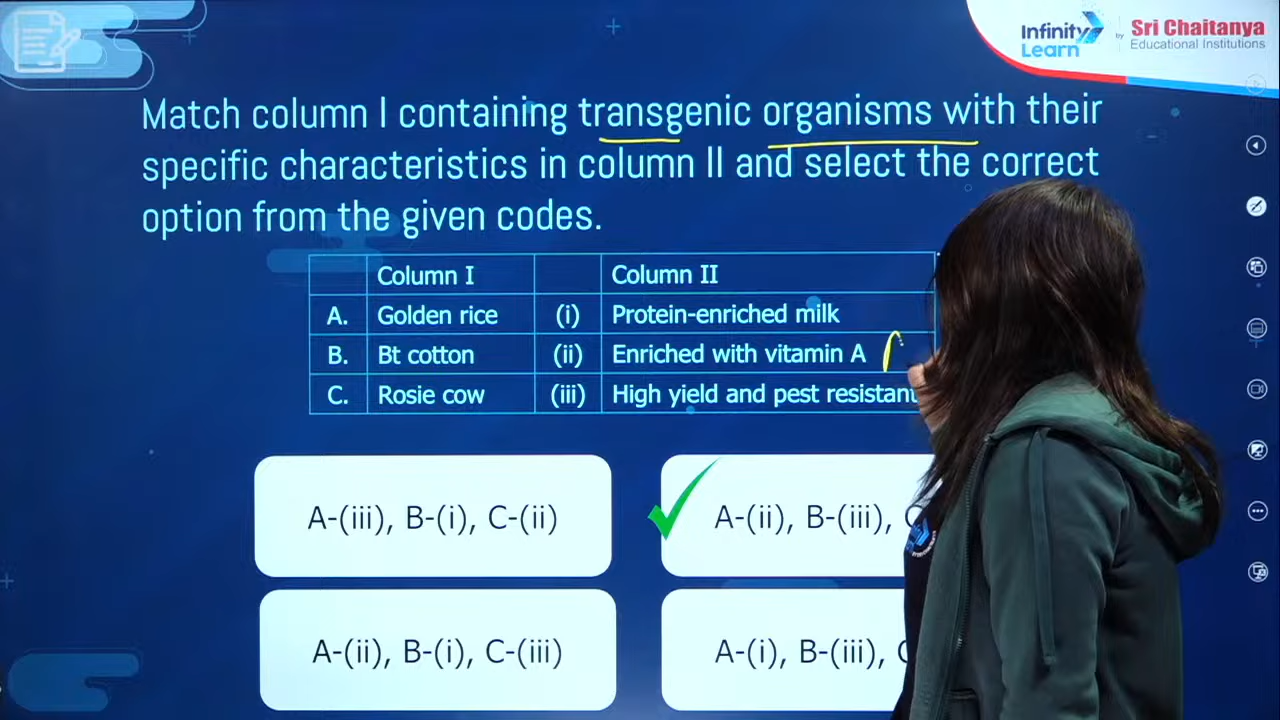 Infinity
Learn
by
Sri Chaitanya
Educational Institutions
Match column I containing transgenic organisms with their
specific characteristics in column II and select the correct
option from the given codes.
Column I Column II
A. Golden rice (i) Protein-enriched milk
B. Bt cotton (ii) Enriched with vitamin A
C. Rosie cow (iii) High yield and pest resistant
A-(iii), B-(i), C-(ii)
A-(ii), B-(iii),
A-(ii), B-(i), C-(iii)
A-(i), B-(iii),